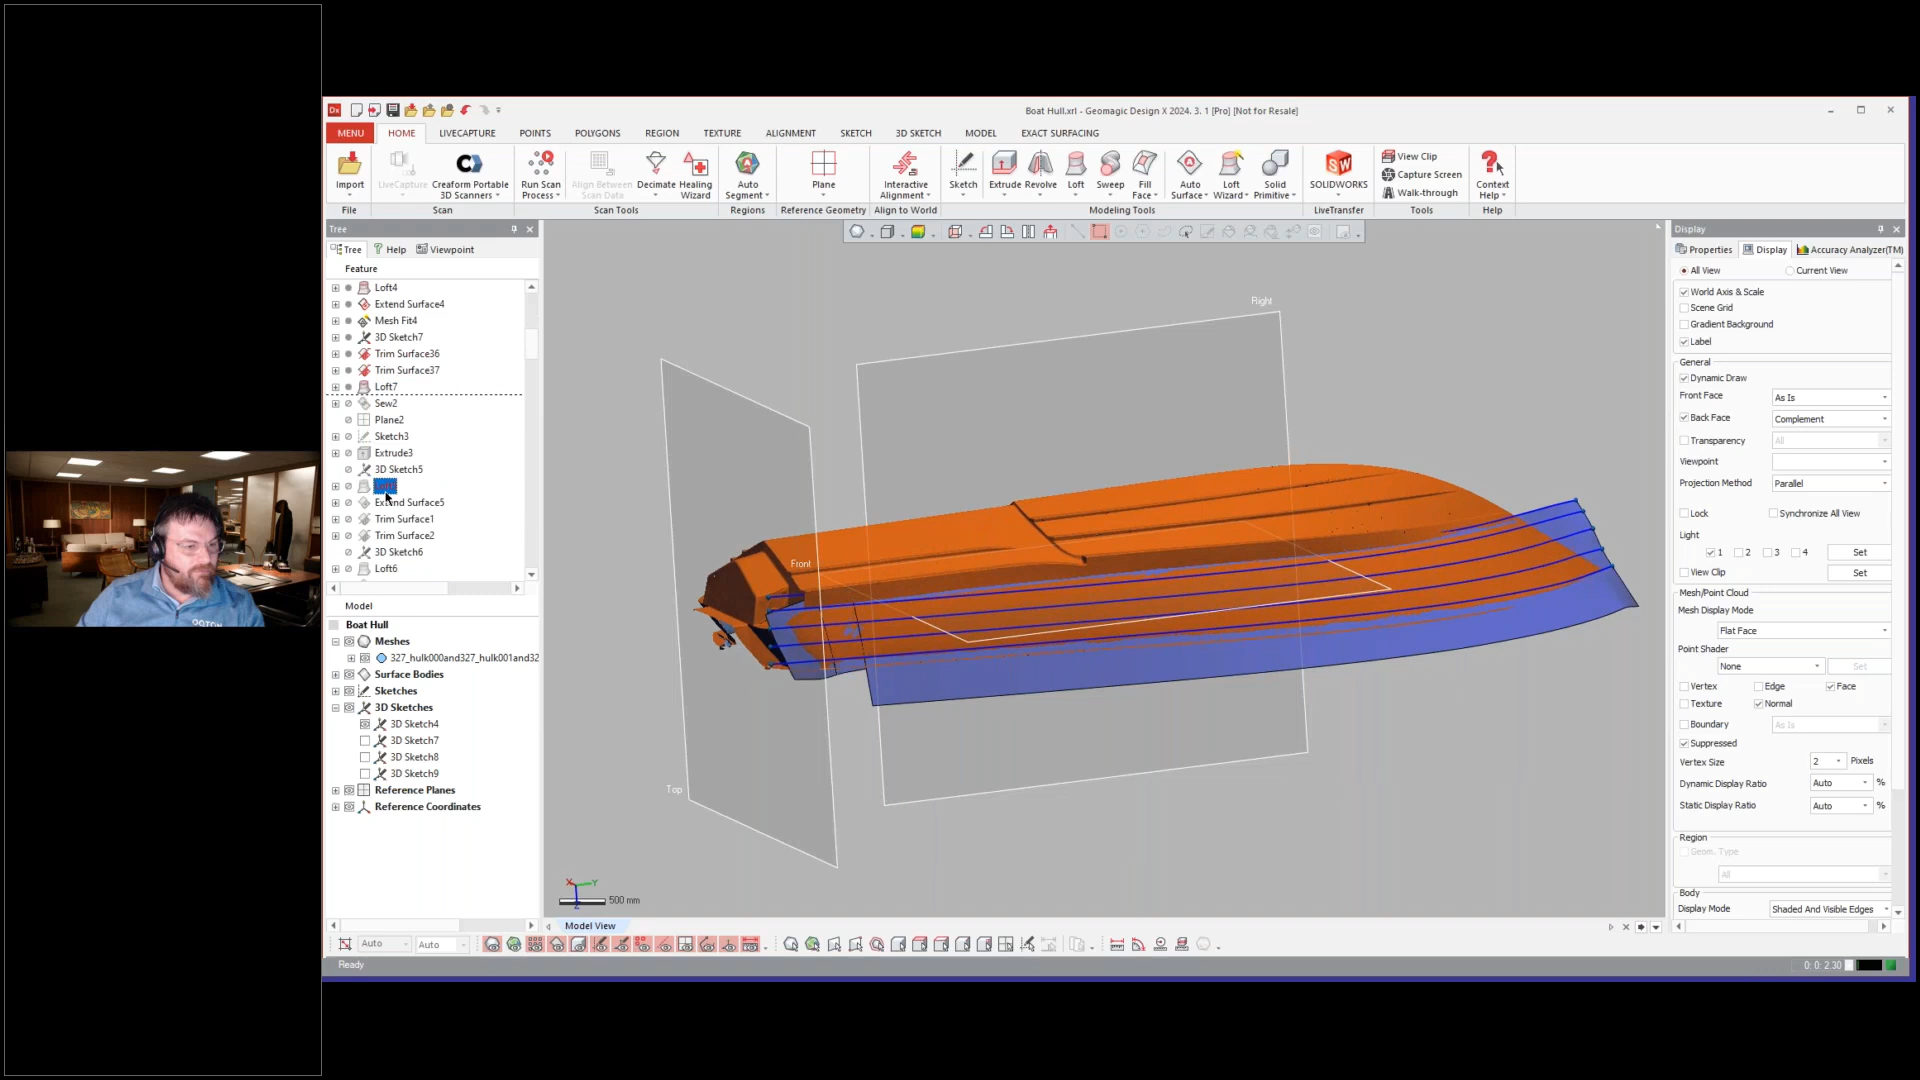 Boat Hull.xrl - Geomagic Design X 2024. 3. 1 [Pro] [Not for Resale]
MENU HOME LIVECAPTURE POINTS POLYGONS REGION TEXTURE ALIGNMENT SKETCH 3D SKETCH MODEL EXACT SURFACING
Import LiveCapture Creaform Portable 3D Scanners Run Scan Process Align Between Scan Data Decimate Healing Wizard Auto Segment Plane Interactive Alignment Sketch Extrude Revolve Loft Sweep Fill Face Auto Surface Loft Wizard Solid Primitive SOLIDWORKS View Clip Capture Screen Walk-through Context Help
File Scan Scan Tools Regions Reference Geometry Align to World Modeling Tools LiveTransfer Tools Help
Tree
Tree Help Viewpoint
Feature
Loft4
Extend Surface4
Mesh Fit4
3D Sketch7
Trim Surface36
Trim Surface37
Loft7
Sew2
Plane2
Sketch3
Extrude3
3D Sketch5
Extend Surface5
Trim Surface1
Trim Surface2
3D Sketch6
Loft6
Model
Boat Hull
Meshes
327_hulk000and327_hulk001and32
Surface Bodies
Sketches
3D Sketches
3D Sketch4
3D Sketch7
3D Sketch8
3D Sketch9
Reference Planes
Reference Coordinates
Right
Front
Top
X Y
Z
500 mm
Model View
Auto Auto
Ready
0: 0: 2.30
Display
Properties Display Accuracy Analyzer(TM)
All View Current View
World Axis & Scale
Scene Grid
Gradient Background
Label
General
Dynamic Draw
Front Face As Is
Back Face Complement
Transparency All
Viewpoint
Projection Method Parallel
Lock Synchronize All View
Light
1 2 3 4 Set
View Clip Set
Mesh/Point Cloud
Mesh Display Mode
Flat Face
Point Shader
None Set
Vertex Edge Face
Texture Normal
Boundary As Is
Suppressed
Vertex Size 2 Pixels
Dynamic Display Ratio Auto %
Static Display Ratio Auto %
Region
Geom. Type
All
Body
Display Mode Shaded And Visible Edges